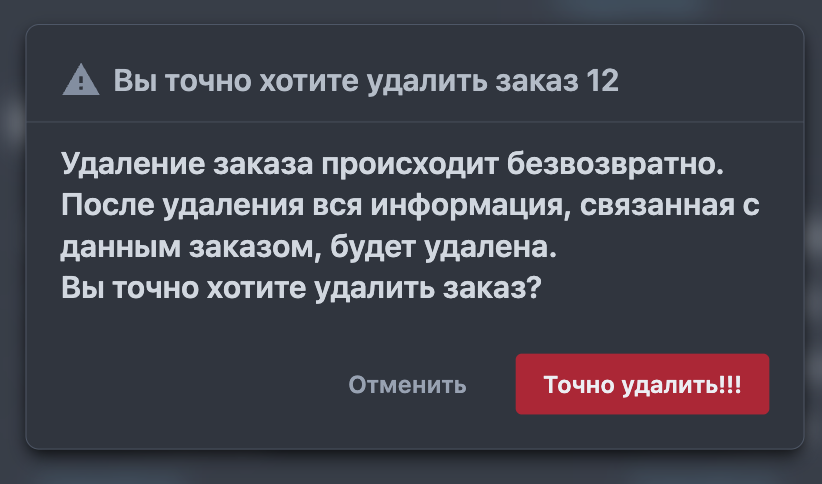 Вы точно хотите удалить заказ 12
Удаление заказа происходит безвозвратно.
После удаления вся информация, связанная с
данным заказом, будет удалена.
Вы точно хотите удалить заказ?
Отменить
Точно удалить!!!